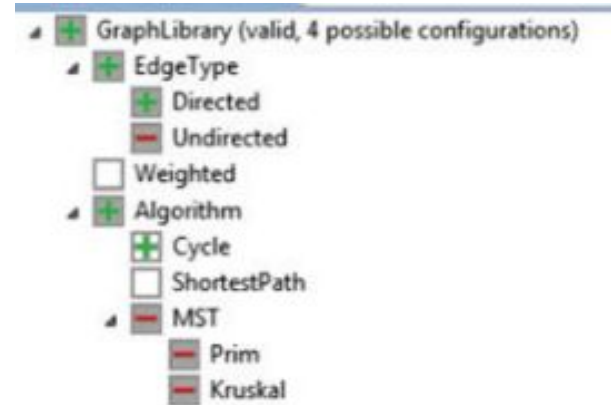 GraphLibrary (valid, 4 possible configurations)
EdgeType
Directed
Undirected
Weighted
Algorithm
Cycle
ShortestPath
MST
Prim
Kruskal